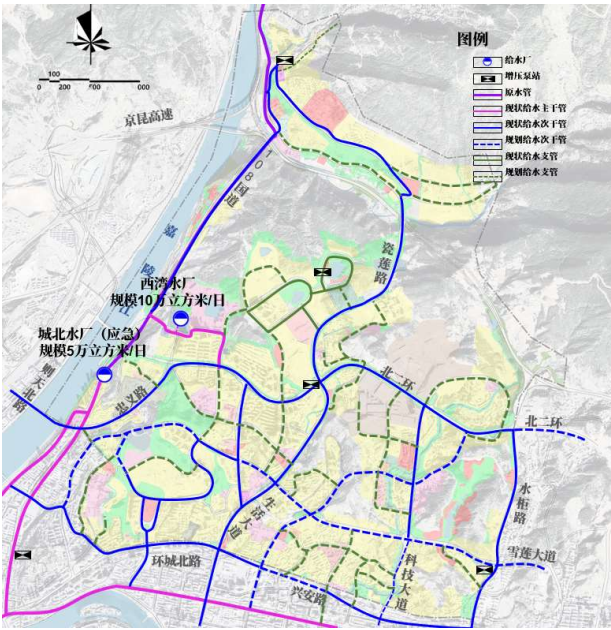 图例
给水厂
增压泵站
原水管
现状给水主干管
现状给水次干管
规划给水次干管
现状给水支管
规划给水支管
100
000
0
200
京昆高速
108国道
嘉陵江
瓷莲路
西湾水厂
规模10万立方米/日
城北水厂（应急）
规模5万立方米/日
则天北路
忠义路
北二环
北二环
水柜路
生活大道
雪莲大道
环城北路
科技大道
兴安路